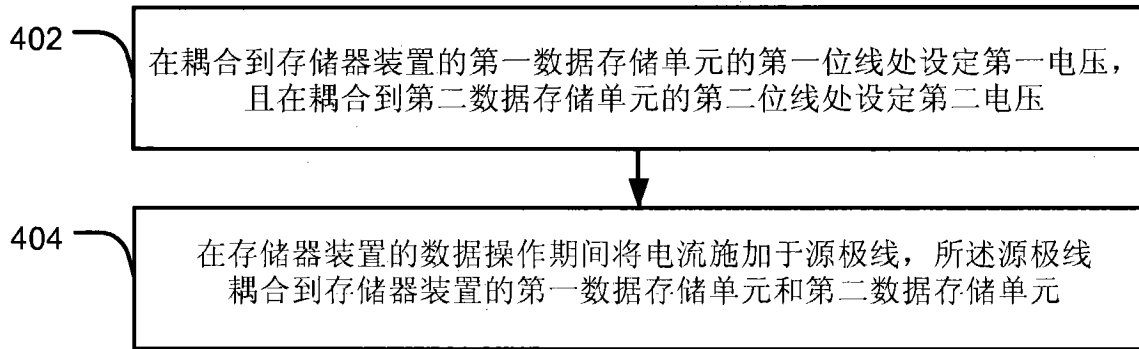 402
在耦合到存储器装置的第一数据存储单元的第一位线处设定第一电压，
且在耦合到第二数据存储单元的第二位线处设定第二电压
404
在存储器装置的数据操作期间将电流施加于源极线，所述源极线
耦合到存储器装置的第一数据存储单元和第二数据存储单元